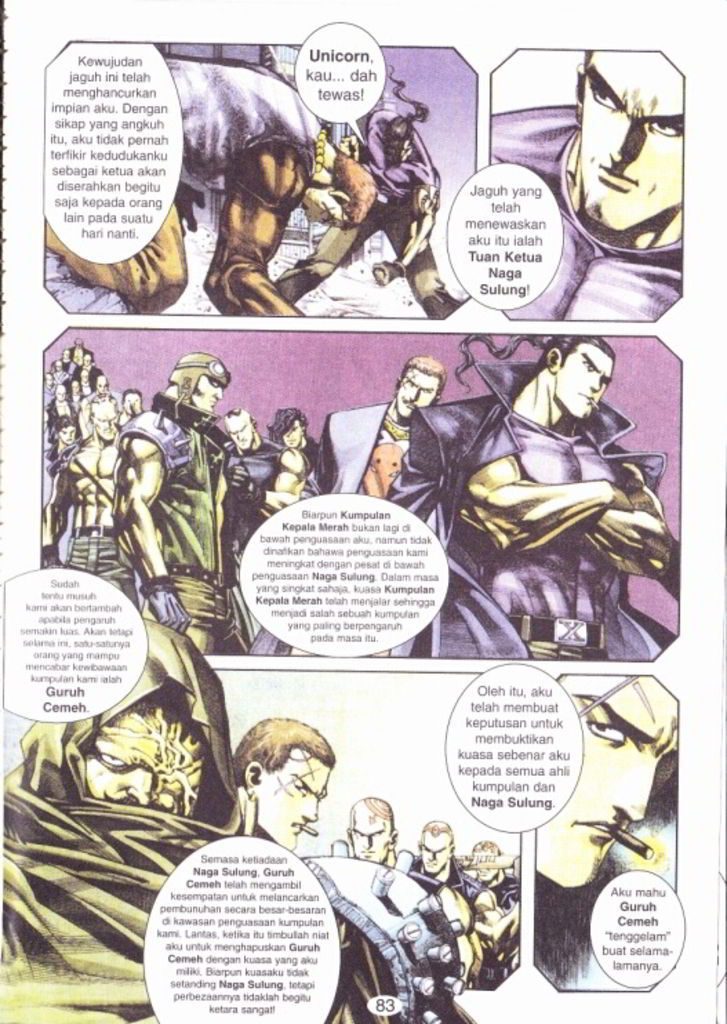 Kewujudan
jaguh ini telah
menghancurkan
impian aku. Dengan
sikap yang angkuh
itu, aku tidak pernah
terfikir kedudukanku
sebagai ketua akan
diserahkan begitu
saja kepada orang
lain pada suatu
hari nanti.
Unicorn,
kau... dah
tewas!
Jaguh yang
telah
menewaskan
aku itu ialah
Tuan Ketua
Naga
Sulung!
Biarpun Kumpulan
Kepala Merah bukan lagi di
bawah penguasaan aku, namun tidak
dinafikan bahawa penguasaan kami
meningkat dengan pesat di bawah
penguasaan Naga Sulung. Dalam masa
yang singkat sahaja, kuasa Kumpulan
Kepala Merah telah menjalar sehingga
menjadi salah sebuah kumpulan
yang paling berpengaruh
pada masa itu.
Sudah
tentu musuh
kami akan bertambah
apabila pengaruh
semakin luas. Akan tetapi
selama ini, satu-satunya
orang yang mampu
mencabar kewibawaan
kumpulan kami ialah
Guruh
Cemeh.
Semasa ketiadaan
Naga Sulung, Guruh
Cemeh telah mengambil
kesempatan untuk melancarkan
pembunuhan secara besar-besaran
di kawasan penguasaan kumpulan
kami. Lantas, ketika itu timbullah niat
aku untuk menghapuskan Guruh
Cemeh dengan kuasa yang aku
miliki. Biarpun kuasaku tidak
setanding Naga Sulung, tetapi
perbezaannya tidaklah begitu
ketara sangat!
Oleh itu, aku
telah membuat
keputusan untuk
membuktikan
kuasa sebenar aku
kepada semua ahli
kumpulan dan
Naga Sulung.
Aku mahu
Guruh
Cemeh
"tenggelam"
buat selama-
lamanya.
83